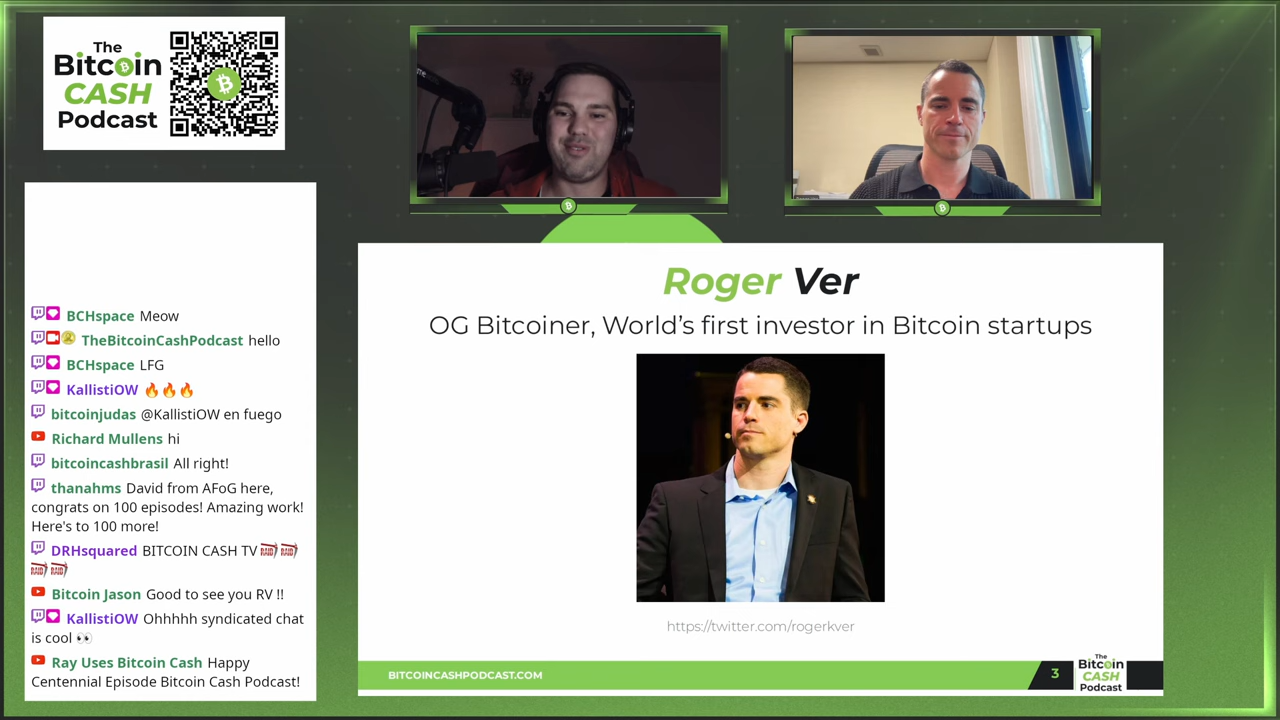 The
Bitcoin
CASH
Podcast
BCHspace Meow
TheBitcoinCashPodcast hello
BCHspace LFG
KallistiOW 🔥🔥🔥
bitcoinjudas @KallistiOW en fuego
Richard Mullens hi
bitcoincashbrasil All right!
thanahms David from AFoG here,
congrats on 100 episodes! Amazing work!
Here's to 100 more!
DRHsquared BITCOIN CASH TV RAID RAID
RAID RAID
Bitcoin Jason Good to see you RV !!
KallistiOW Ohhhhh syndicated chat
is cool 👀
Ray Uses Bitcoin Cash Happy
Centennial Episode Bitcoin Cash Podcast!
Roger Ver
OG Bitcoiner, World’s first investor in Bitcoin startups
https://twitter.com/rogerkver
BITCOINCASHPODCAST.COM
3
The
Bitcoin
CASH
Podcast